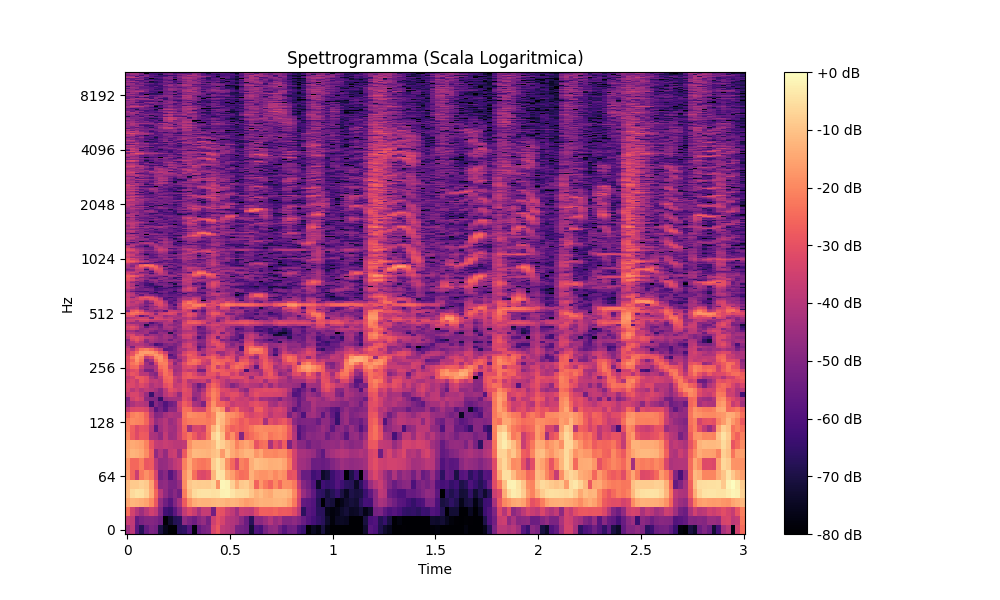 Spettrogramma (Scala Logaritmica)
Hz
8192
4096
2048
1024
512
256
128
64
0
0 0.5 1 1.5 2 2.5 3
Time
+0 dB
-10 dB
-20 dB
-30 dB
-40 dB
-50 dB
-60 dB
-70 dB
-80 dB